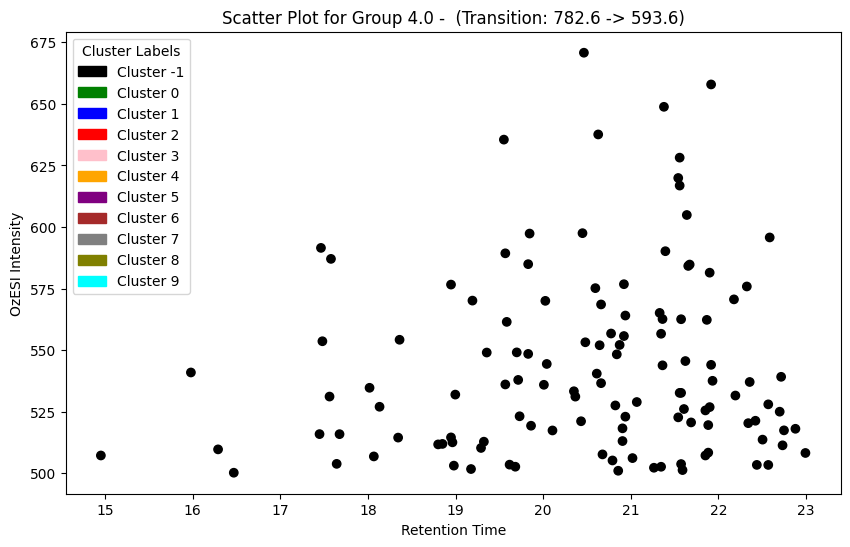 Scatter Plot for Group 4.0 -  (Transition: 782.6 -> 593.6)
Cluster Labels
Cluster -1
Cluster 0
Cluster 1
Cluster 2
Cluster 3
Cluster 4
Cluster 5
Cluster 6
Cluster 7
Cluster 8
Cluster 9
OzESI Intensity
675
650
625
600
575
550
525
500
15 16 17 18 19 20 21 22 23
Retention Time